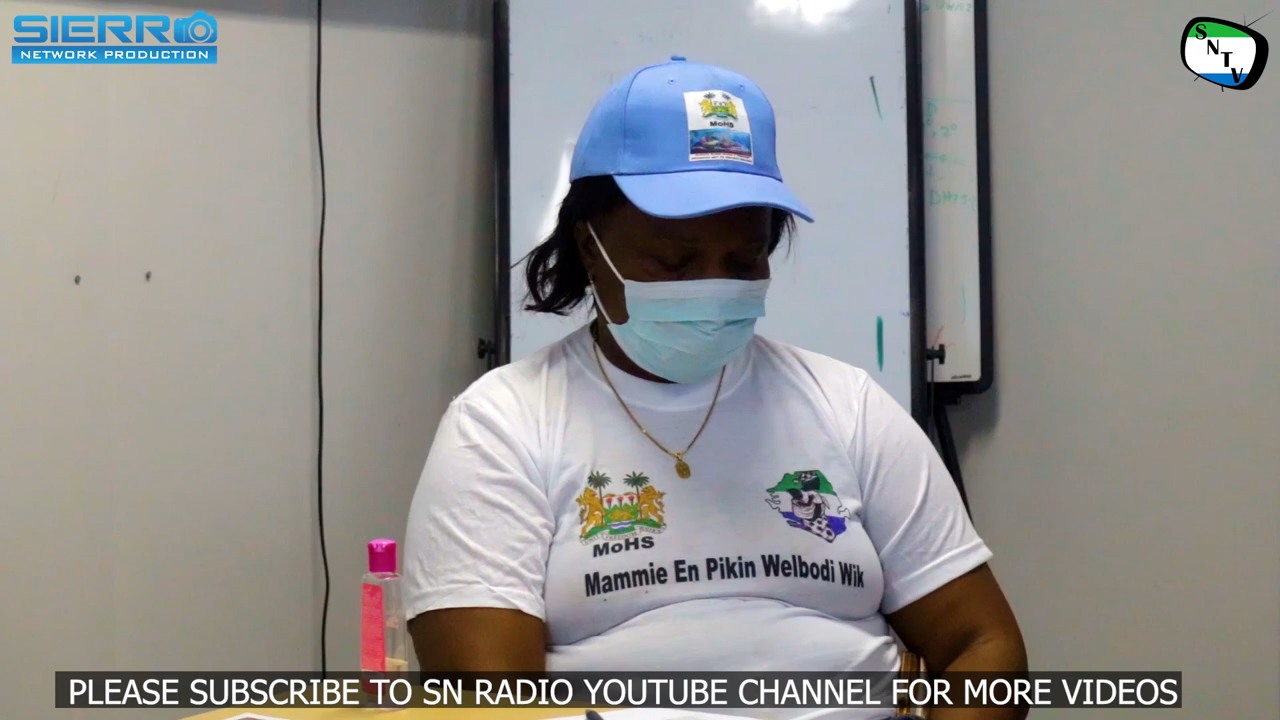 SIERRO
NETWORK PRODUCTION
S
N
T
V
MoHS
MoHS
Mammie En Pikin Welbodi Wik
PLEASE SUBSCRIBE TO SN RADIO YOUTUBE CHANNEL FOR MORE VIDEOS